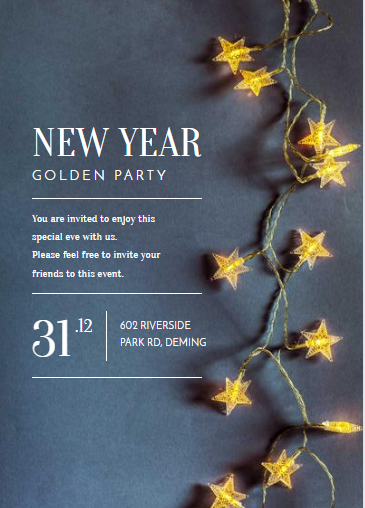 NEW YEAR
GOLDEN PARTY
You are invited to enjoy this
special eve with us.
Please feel free to invite your
friends to this event.
31.12
602 RIVERSIDE
PARK RD, DEMING